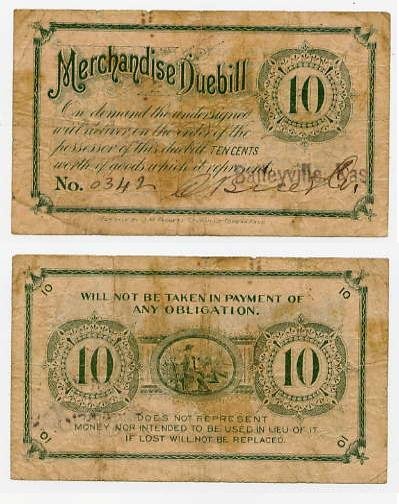 Merchandise Duebill
10
On demand the undersigned
will deliver on the order of the
possessor of this duebill TEN CENTS
worth of goods which it represents
No. 0342
Batteyville, Kas
10 10
WILL NOT BE TAKEN IN PAYMENT OF
ANY OBLIGATION.
10 10
DOES NOT REPRESENT
MONEY NOR INTENDED TO BE USED IN LIEU OF IT
IF LOST WILL NOT BE REPLACED.
10 10